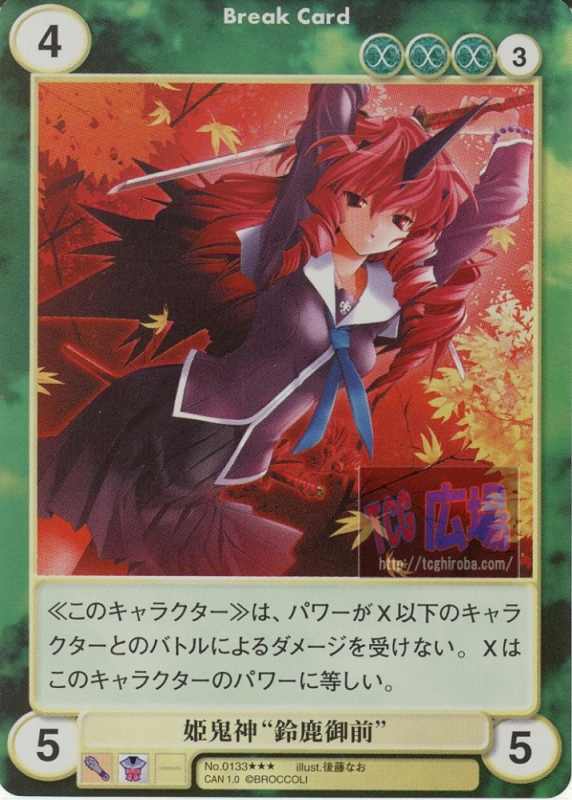 Break Card
4
X X X 3
TCG 広場
http://tcghiroba.com/
≪このキャラクター≫は、パワーがX以下のキャラ
クターとのバトルによるダメージを受けない。Xは
このキャラクターのパワーに等しい。
姫鬼神“鈴鹿御前”
5
5
No.0133★★★ illust.後藤なお
CAN 1.0 ©BROCCOLI